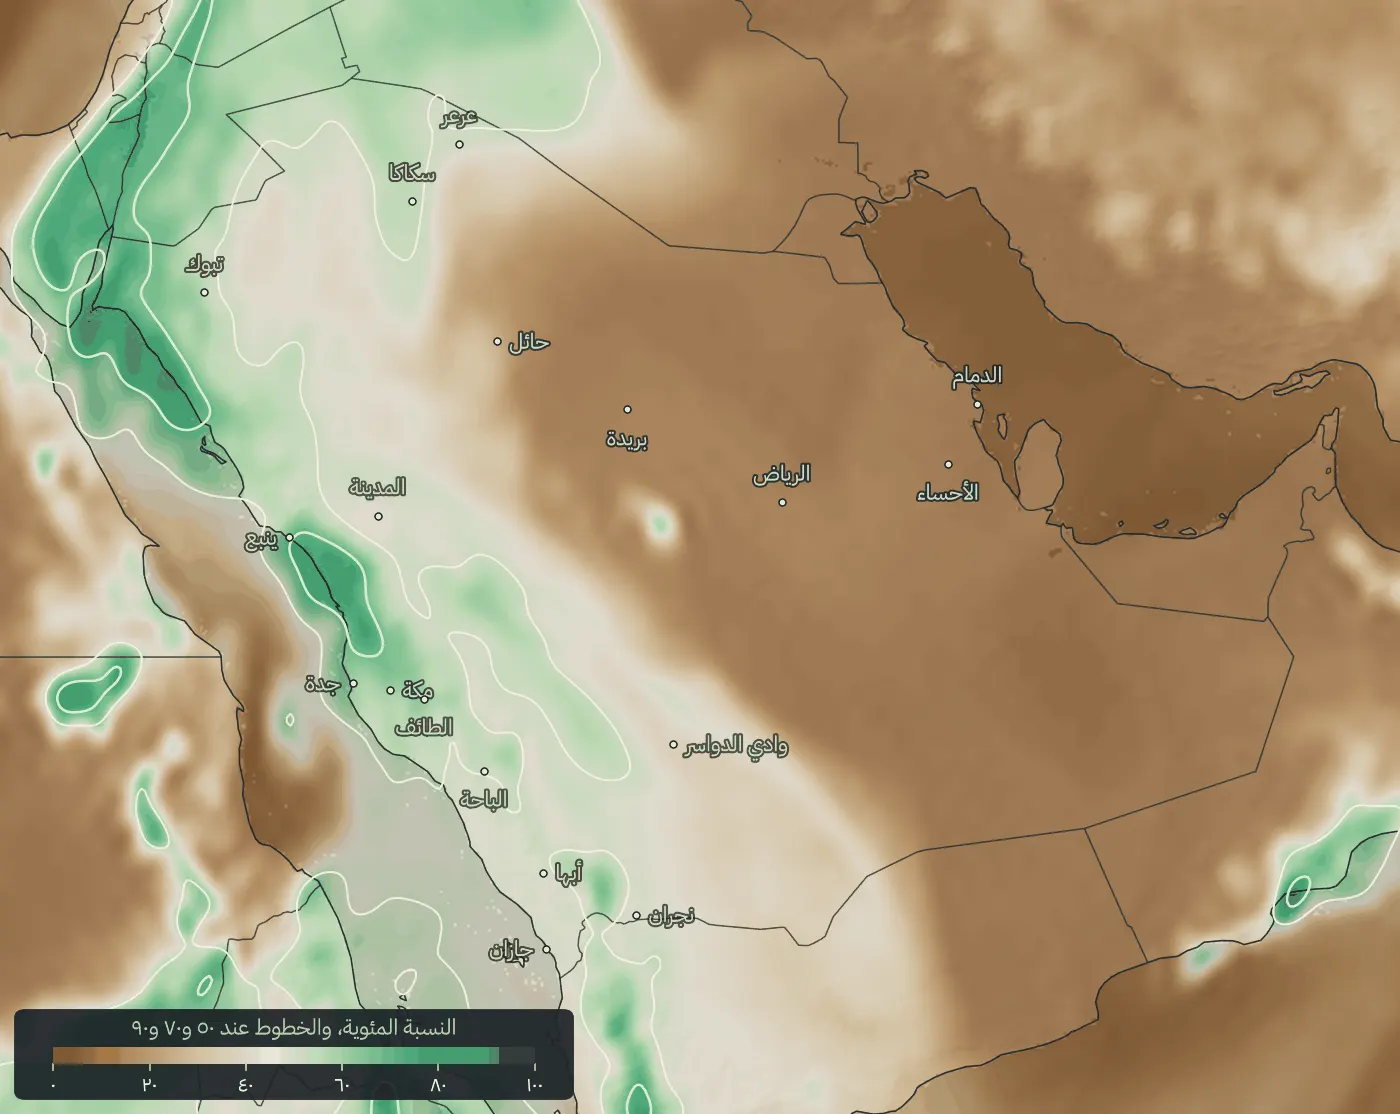 عرعر
سكاكا
تبوك
حائل
الدمام
بريدة
الرياض
الأحساء
المدينة
ينبع
جدة
مكة
الطائف
وادي الدواسر
الباحة
أبها
نجران
جازان
النسبة المئوية، والخطوط عند ٥٠ و٧٠ و٩٠
٠ ٢٠ ٤٠ ٦٠ ٨٠ ١٠٠